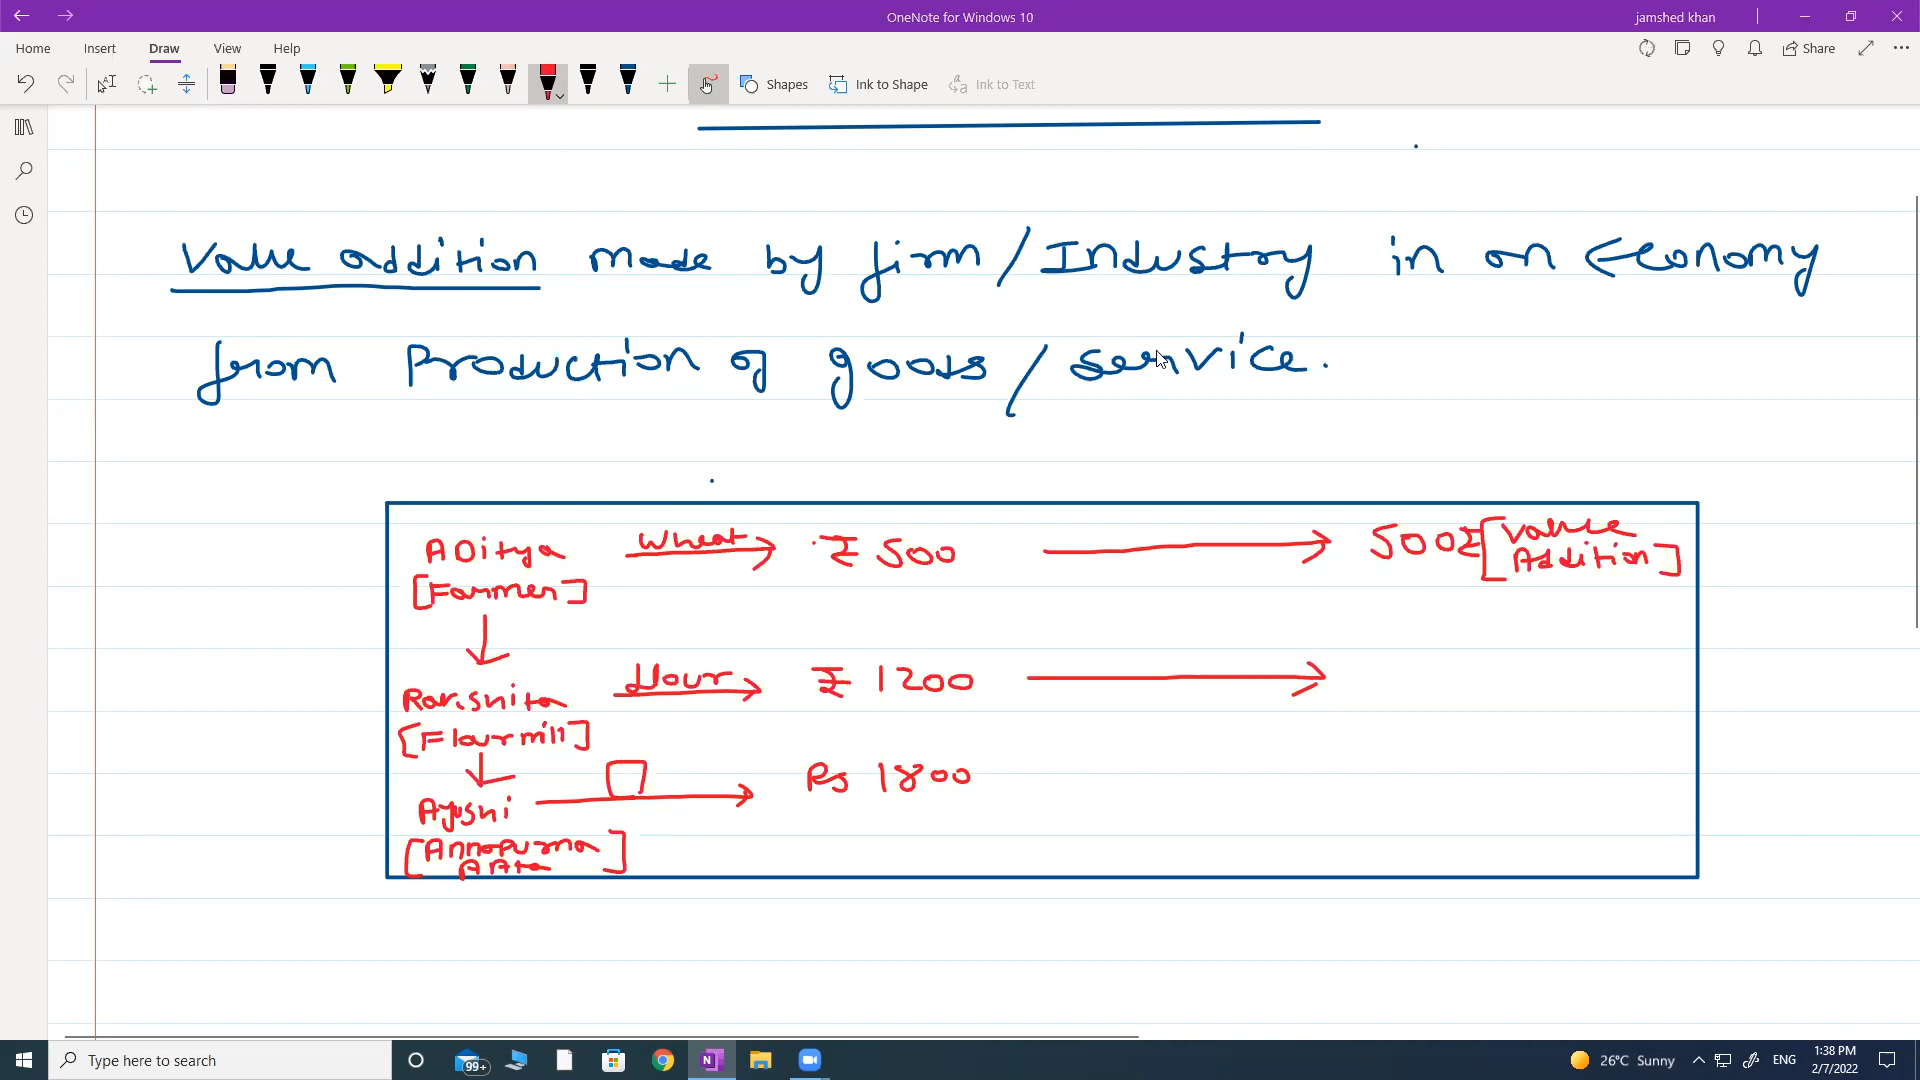 OneNote for Windows 10
jamshed khan
Home Insert Draw View Help
Share
Shapes Ink to Shape Ink to Text
Value addition made by firm / Industry in an Economy
from Production of goods / service.
ADitya Wheat ₹ 500 500₹ [Value Addition]
[Farmer]
flour ₹ 1200
[Flour mill]
Ayushi Rs 1800
[Annapurna
AAta]
Type here to search
99+
26°C Sunny
ENG
1:38 PM
2/7/2022